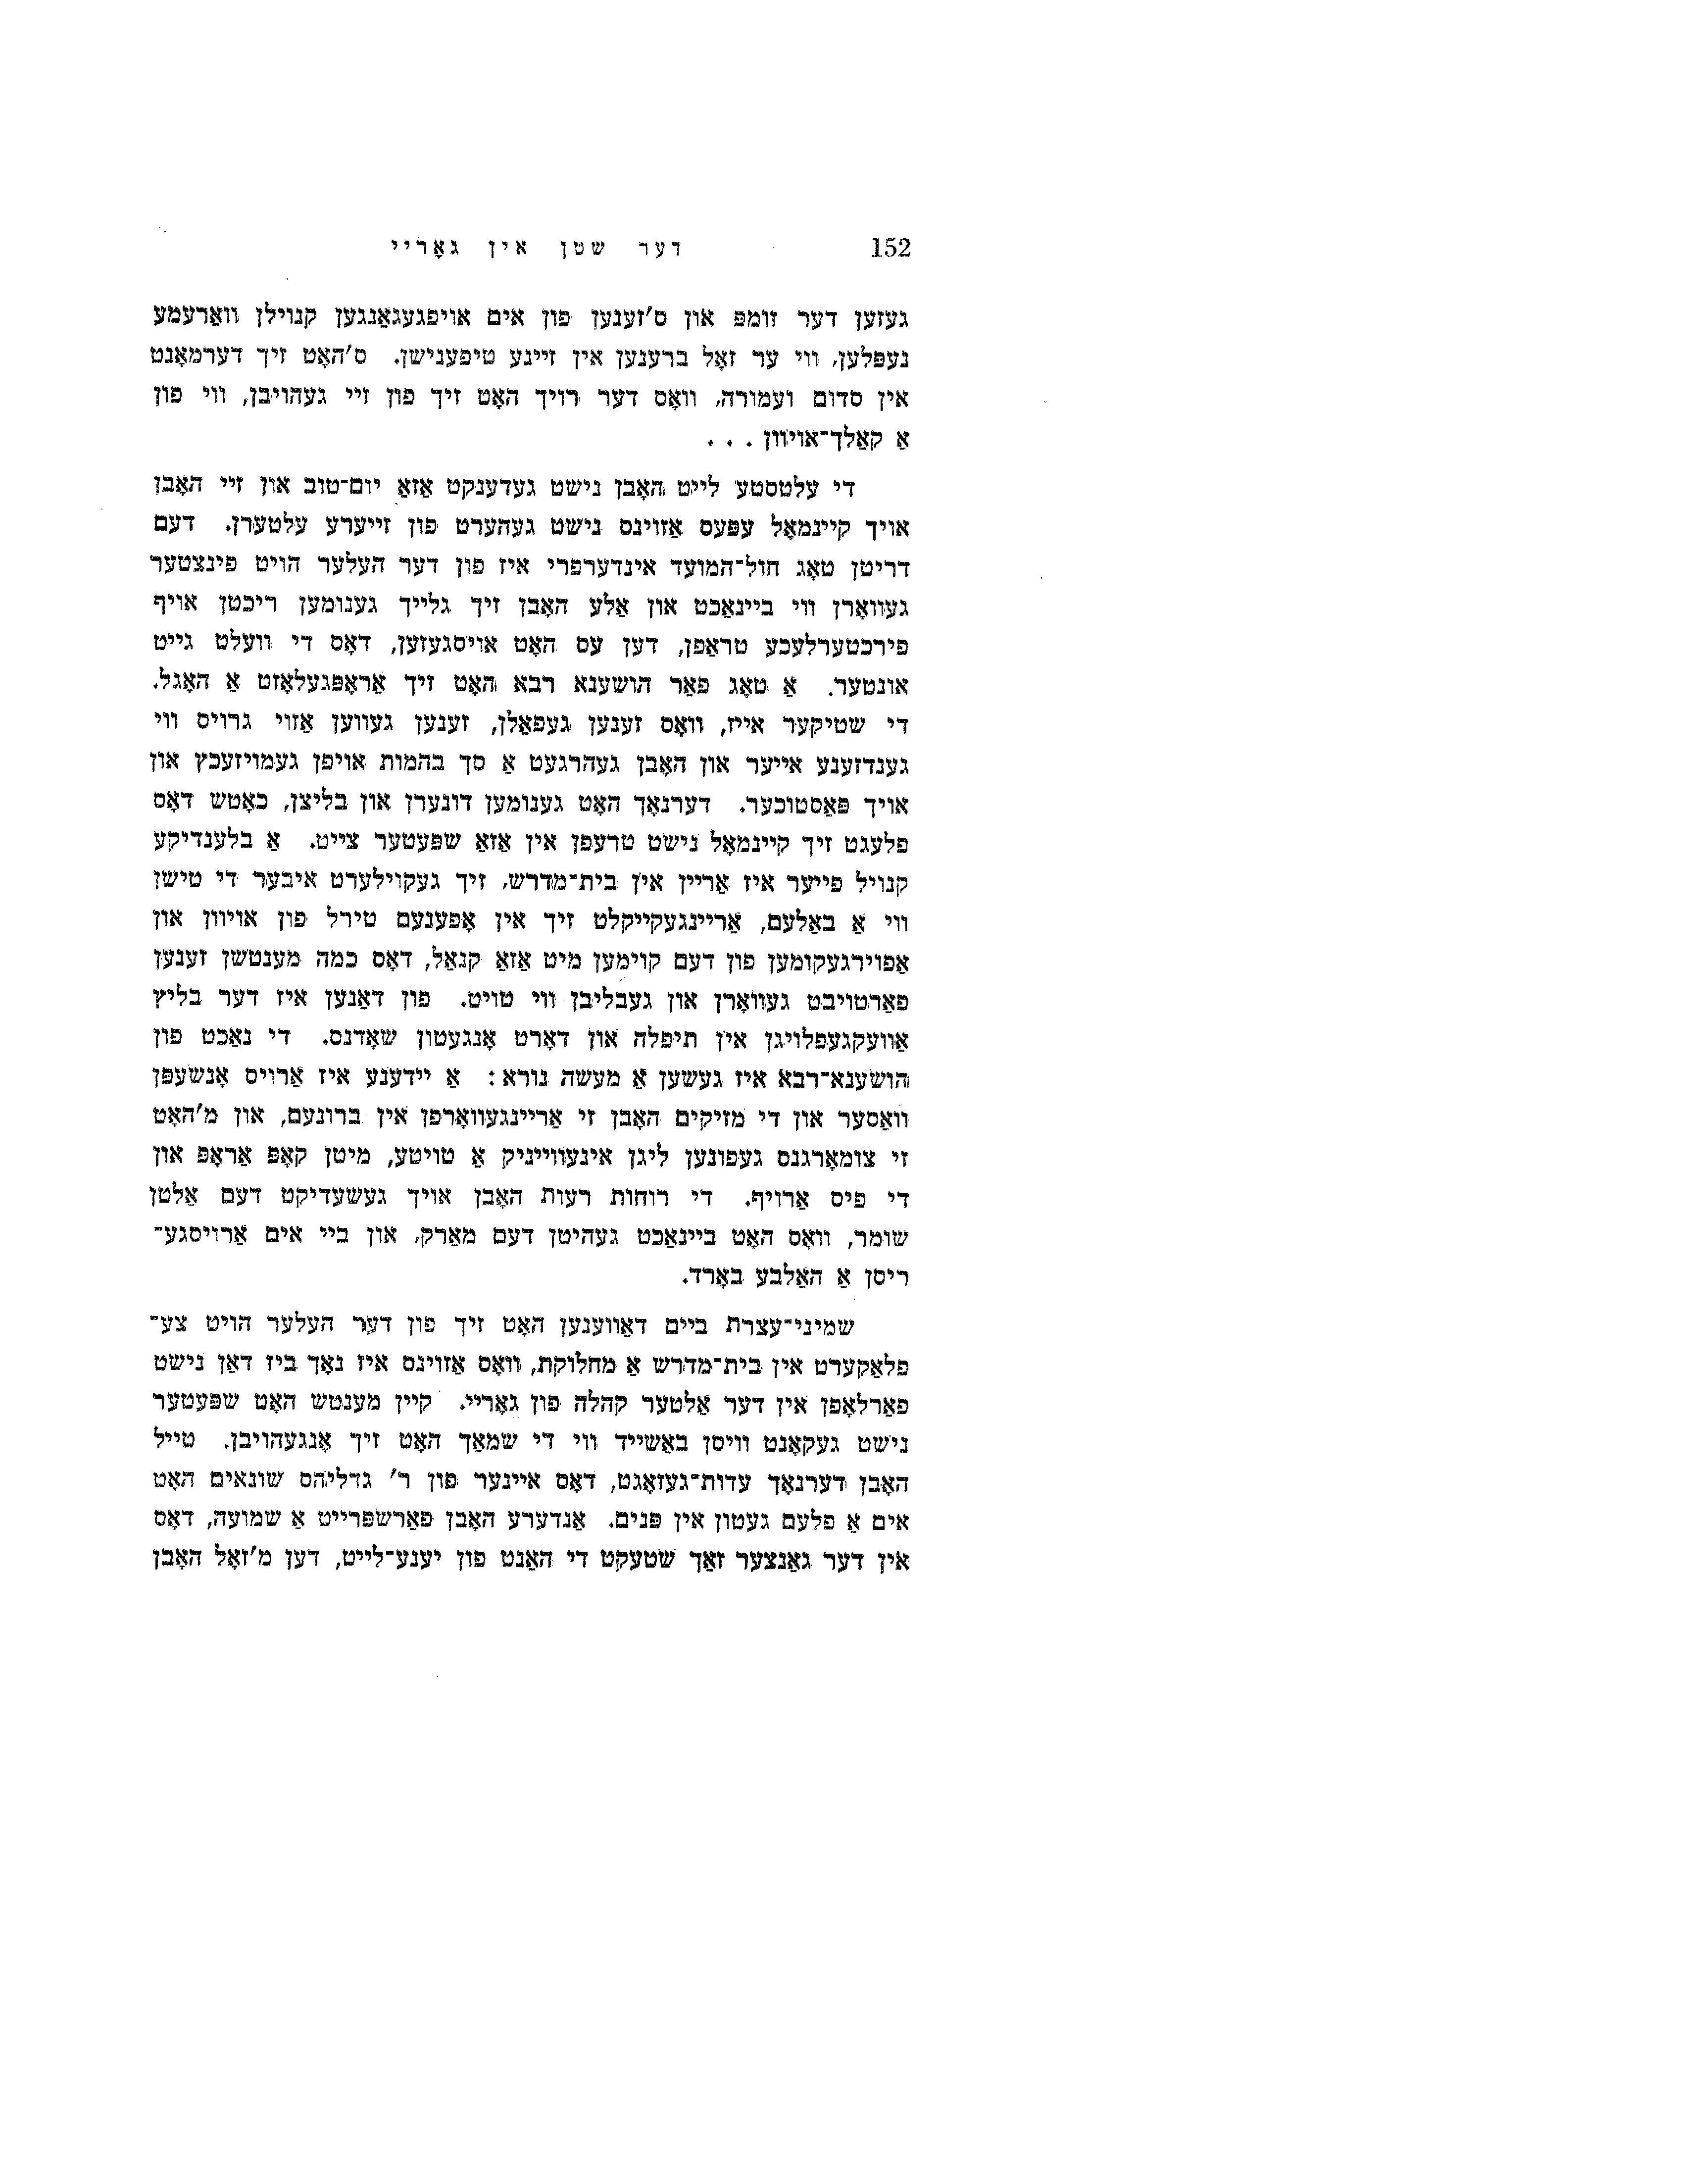 152 דער שטן אין גאָריי
געזען דער זומפּ און ס'זענען פון אים אויפגעגאַנגען קנוילן וואַרעמע
נעפּלען, ווי ער זאָל ברענען אין זיינע טיפענישן. ס'האָט זיך דערמאָנט
אין סדום ועמורה, וואָס דער רויך האָט זיך פון זיי געהויבן, ווי פון
אַ קאַלך־אויוון . . .
די עלטסטע לייט האָבן נישט געדענקט אַזאַ יום־טוב און זיי האָבן
אויך קיינמאָל עפּעס אַזוינס נישט געהערט פון זייערע עלטערן. דעם
דריטן טאָג חול־המועד אינדערפרי איז פון דער העלער הויט פינצטער
געוואָרן ווי ביינאַכט און אַלע האָבן זיך גלייך גענומען ריכטן אויף
פירכטערלעכע טראַפן, דען עס האָט אויסגעזען, דאָס די וועלט גייט
אונטער. אַ טאָג פאַר הושענא רבא האָט זיך אַראָפּגעלאָזט אַ האָגל.
די שטיקער אייז, וואָס זענען געפאַלן, זענען געווען אַזוי גרויס ווי
גענדזענע אייער און האָבן געהרגעט אַ סך בהמות אויפן געמויזעכץ און
אויך פּאַסטוכער. דערנאָך האָט גענומען דונערן און בליצן, כאָטש דאָס
פלעגט זיך קיינמאָל נישט טרעפן אין אַזאַ שפּעטער צייט. אַ בלענדיקע
קנויל פייער איז אַריין אין בית־מדרש, זיך געקוילערט איבער די טישן
ווי אַ באַלעם, אַריינגעקייקלט זיך אין אָפענעם טירל פון אויוון און
אַפוירגעקומען פון דעם קוימען מיט אַזאַ קנאַל, דאָס כמה מענטשן זענען
פאַרטויבט געוואָרן און געבליבן ווי טויט. פון דאַנען איז דער בליץ
אַוועקגעפלויגן אין תיפלה און דאָרט אָנגעטון שאָדנס. די נאַכט פון
הושענא־רבא איז געשען אַ מעשה נורא: אַ יידענע איז אַרויס אָנשעפּן
וואַסער און די מזיקים האָבן זי אַריינגעוואָרפן אין ברונעם, און מ'האָט
זי צומאָרגנס געפונען ליגן אינעווייניק אַ טויטע, מיטן קאָפּ אַראָפּ און
די פיס אַרויף. די רוחות רעות האָבן אויך געשעדיקט דעם אַלטן
שומר, וואָס האָט ביינאַכט געהיטן דעם מאַרק, און ביי אים אַרויסגע־
ריסן אַ האַלבע באָרד.
שמיני־עצרת ביים דאַווענען האָט זיך פון דער העלער הויט צע־
פלאַקערט אין בית־מדרש אַ מחלוקת, וואָס אַזוינס איז נאָך ביז דאַן נישט
פאַרלאָפן אין דער אַלטער קהלה פון גאָריי. קיין מענטש האָט שפּעטער
נישט געקאָנט וויסן באַשייד ווי די שמאַך האָט זיך אָנגעהויבן. טייל
האָבן דערנאָך עדות־געזאָגט, דאָס איינער פון ר' גדליהס שונאים האָט
אים אַ פלעם געטון אין פּנים. אַנדערע האָבן פאַרשפּרייט אַ שמועה, דאָס
אין דער גאַנצער זאַך שטעקט די האַנט פון יענע־לייט, דען מ'זאָל האָבן